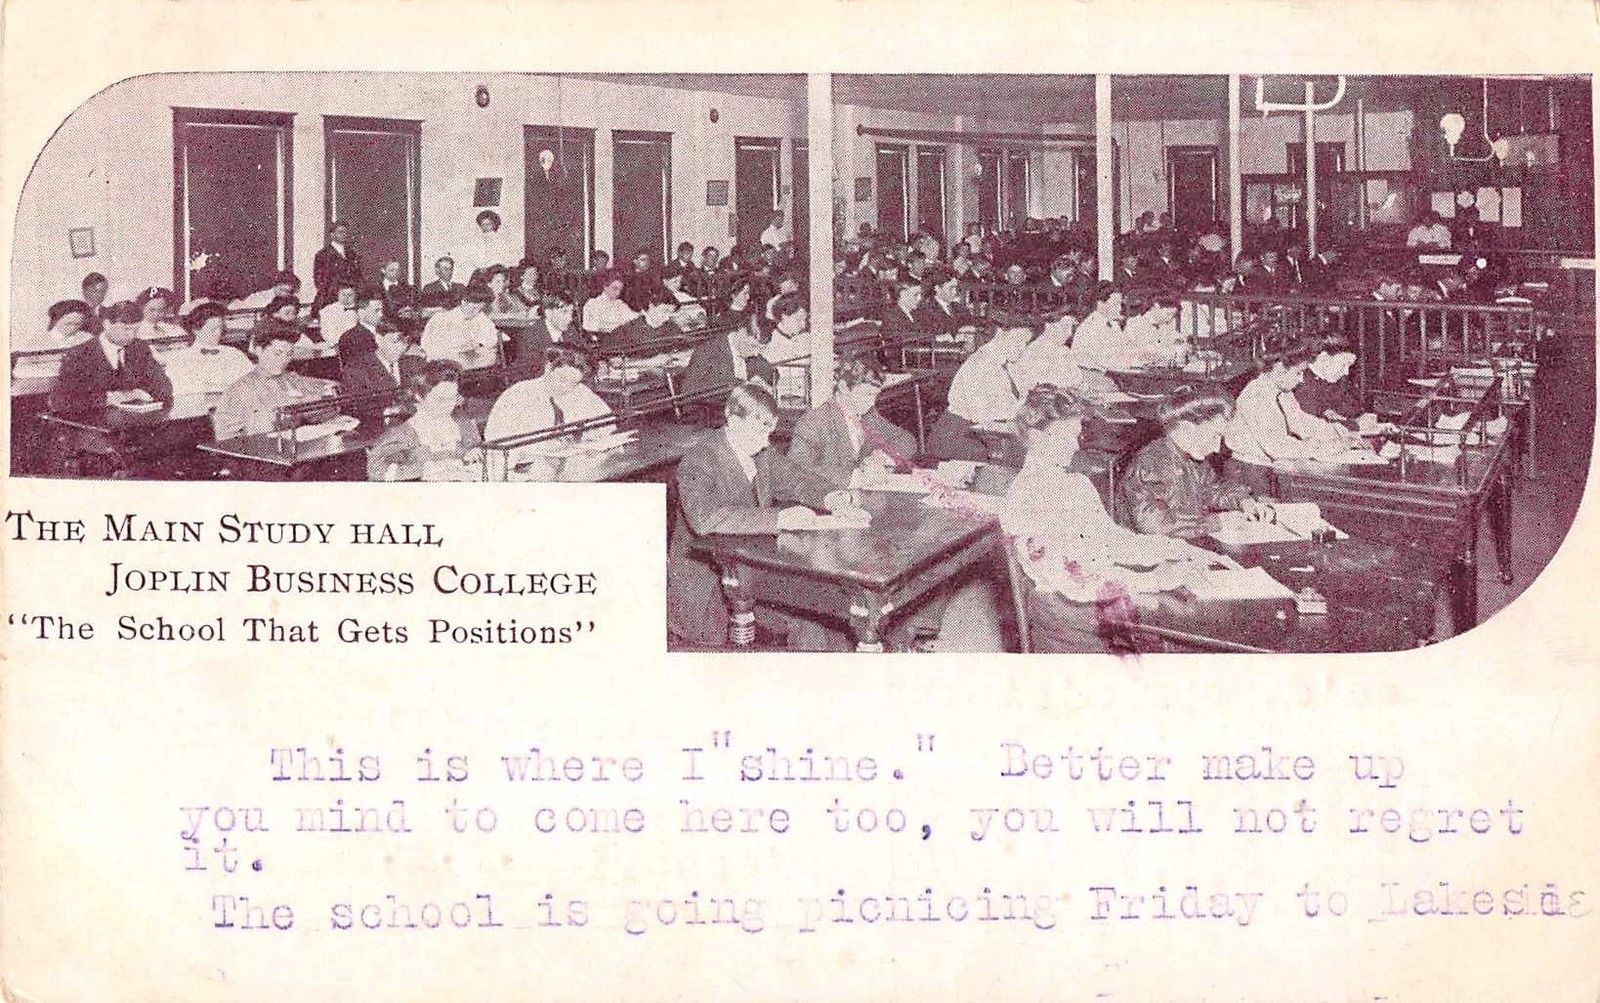 THE MAIN STUDY HALL
JOPLIN BUSINESS COLLEGE
“The School That Gets Positions”
This is where I "shine." Better make up
you mind to come here too, you will not regret
it.
The school is going picnicing Friday to Lakeside